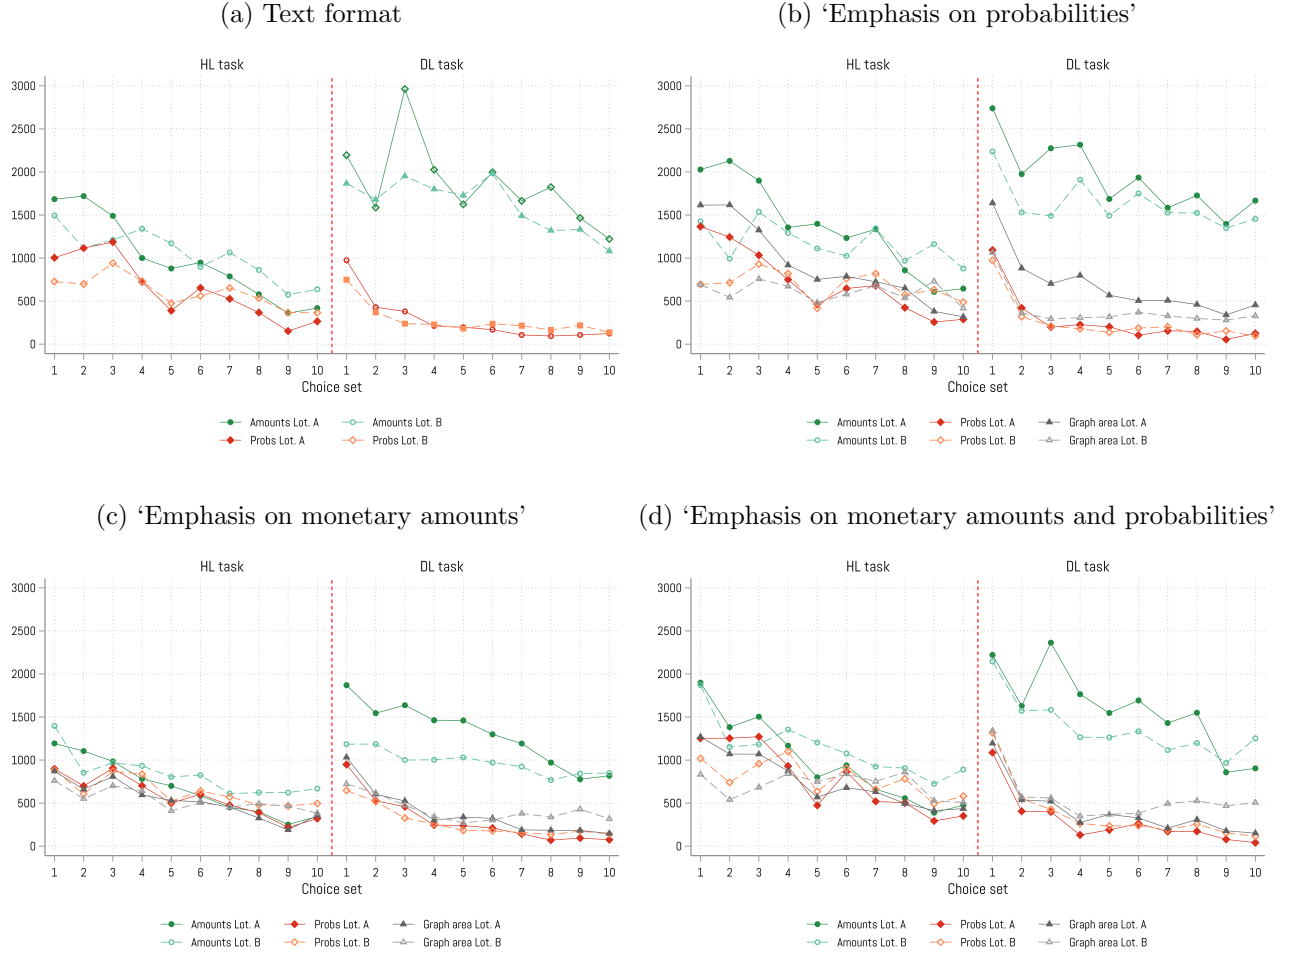 (a) Text format
HL task DL task
3000
2500
2000
1500
1000
500
0
1 2 3 4 5 6 7 8 9 10 1 2 3 4 5 6 7 8 9 10
Choice set
Amounts Lot. A Amounts Lot. B
Probs Lot. A Probs Lot. B
(b) ‘Emphasis on probabilities’
HL task DL task
3000
2500
2000
1500
1000
500
0
1 2 3 4 5 6 7 8 9 10 1 2 3 4 5 6 7 8 9 10
Choice set
Amounts Lot. A Probs Lot. A Graph area Lot. A
Amounts Lot. B Probs Lot. B Graph area Lot. B
(c) ‘Emphasis on monetary amounts’
HL task DL task
3000
2500
2000
1500
1000
500
0
1 2 3 4 5 6 7 8 9 10 1 2 3 4 5 6 7 8 9 10
Choice set
Amounts Lot. A Probs Lot. A Graph area Lot. A
Amounts Lot. B Probs Lot. B Graph area Lot. B
(d) ‘Emphasis on monetary amounts and probabilities’
HL task DL task
3000
2500
2000
1500
1000
500
0
1 2 3 4 5 6 7 8 9 10 1 2 3 4 5 6 7 8 9 10
Choice set
Amounts Lot. A Probs Lot. A Graph area Lot. A
Amounts Lot. B Probs Lot. B Graph area Lot. B